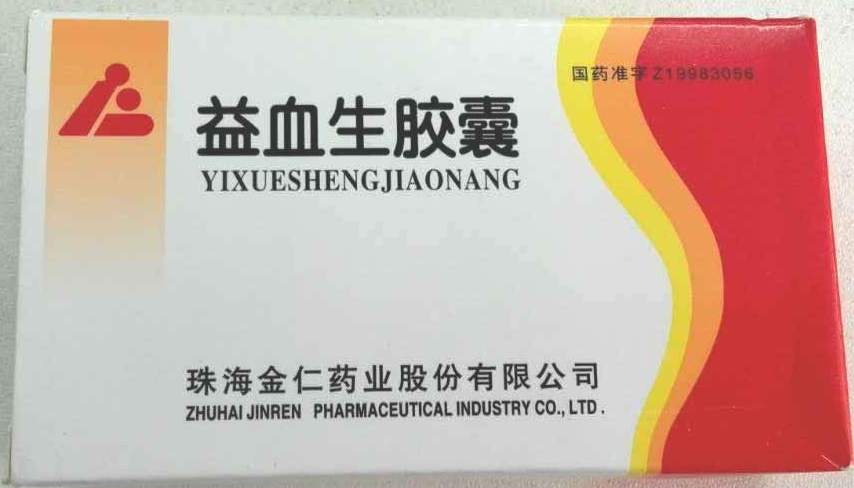 国药准字Z19983056
益血生胶囊
YIXUESHENGJIAONANG
珠海金仁药业股份有限公司
ZHUHAI JINREN PHARMACEUTICAL INDUSTRY CO., LTD.